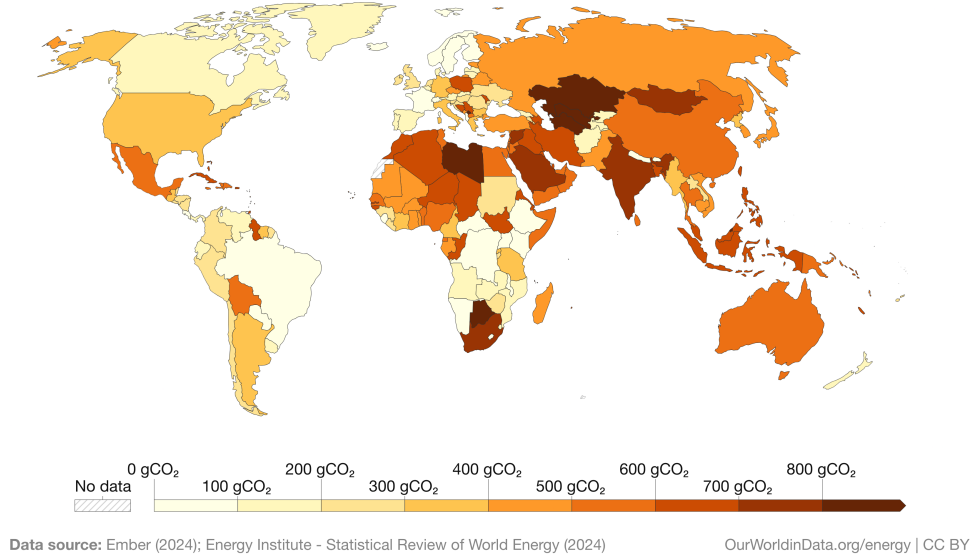 0 gCO₂ 200 gCO₂ 400 gCO₂ 600 gCO₂ 800 gCO₂
No data 100 gCO₂ 300 gCO₂ 500 gCO₂ 700 gCO₂
Data source: Ember (2024); Energy Institute - Statistical Review of World Energy (2024) OurWorldinData.org/energy | CC BY